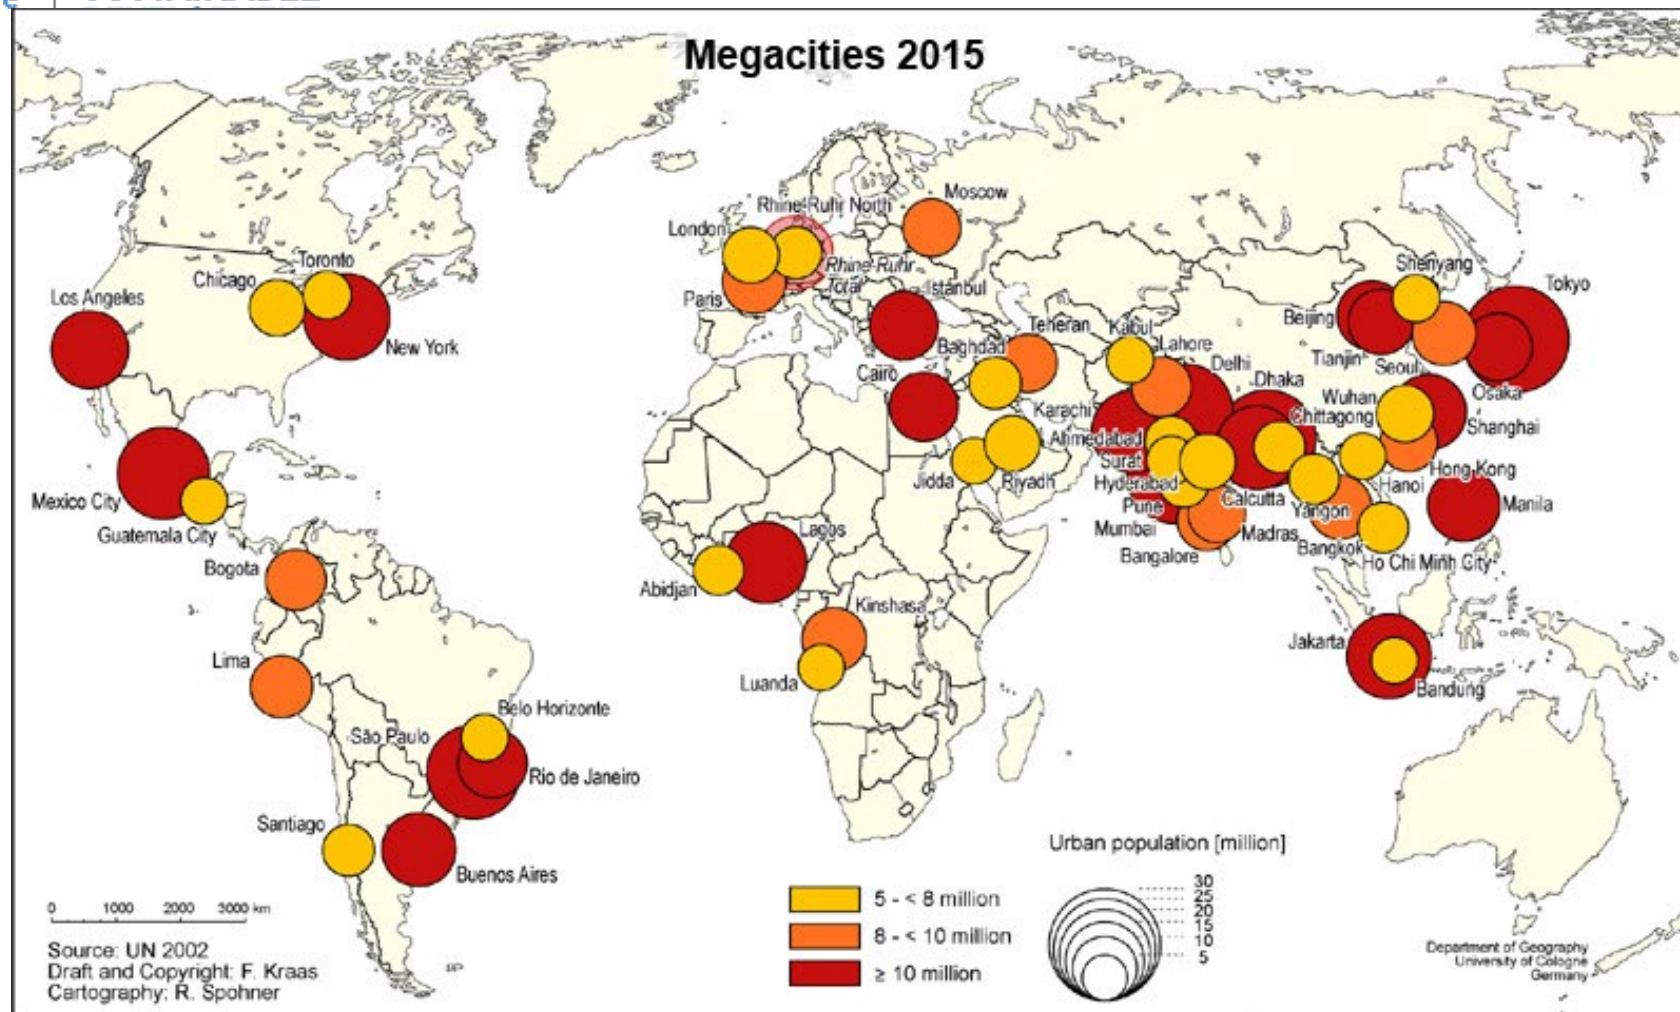 Megacities 2015
Moscow
Rhine-Ruhr North
London
Rhine-Ruhr
Total
Paris
Istanbul
Toronto
Chicago
Los Angeles
New York
Shenyang
Tokyo
Beijing
Tianjin
Seoul
Osaka
Teheran
Kabul
Lahore
Baghdad
Delhi
Cairo
Dhaka
Wuhan
Chittagong
Karachi
Shanghai
Ahmedabad
Surat
Hong Kong
Jidda
Riyadh
Hyderabad
Hanoi
Calcutta
Manila
Pune
Yangon
Mumbai
Madras
Bangkok
Bangalore
Ho Chi Minh City
Mexico City
Guatemala City
Lagos
Bogota
Abidjan
Kinshasa
Jakarta
Lima
Luanda
Bandung
Belo Horizonte
São Paulo
Rio de Janeiro
Santiago
Buenos Aires
Urban population [million]
30
25
20
15
10
5
5 - < 8 million
8 - < 10 million
≥ 10 million
0 1000 2000 3000 km
Source: UN 2002
Draft and Copyright: F. Kraas
Cartography: R. Spohner
Department of Geography
University of Cologne
Germany